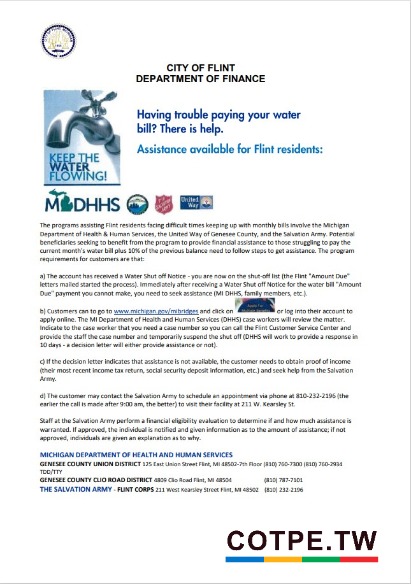 CITY OF FLINT
DEPARTMENT OF FINANCE
Having trouble paying your water
bill? There is help.
Assistance available for Flint residents:
KEEP THE
WATER
FLOWING!
MDHHS
United
Way
The programs assisting Flint residents facing difficult times keeping up with monthly bills involve the Michigan
Department of Health & Human Services, the United Way of Genesee County, and the Salvation Army. Potential
beneficiaries seeking to benefit from the program to provide financial assistance to those struggling to pay the
current month's water bill plus 10% of the previous balance need to follow steps to get assistance. The program
requirements for customers are that:
a) The account has received a Water Shut off Notice - you are now on the shut-off list (the Flint "Amount Due"
letters mailed started the process). Immediately after receiving a Water Shut off Notice for the water bill "Amount
Due" payment you cannot make, you need to seek assistance (MI DHHS, family members, etc.).
b) Customers can to go to www.michigan.gov/mibridges and click on or log into their account to
apply online. The MI Department of Health and Human Services (DHHS) case workers will review the matter.
Indicate to the case worker that you need a case number so you can call the Flint Customer Service Center and
provide the staff the case number and temporarily suspend the shut off (DHHS will work to provide a response in
10 days - a decision letter will either provide assistance or not).
c) If the decision letter indicates that assistance is not available, the customer needs to obtain proof of income
(their most recent income tax return, social security deposit information, etc.) and seek help from the Salvation
Army.
d) The customer may contact the Salvation Army to schedule an appointment via phone at 810-232-2196 (the
earlier the call is made after 9:00 am, the better) to visit their facility at 211 W. Kearsley St.
Staff at the Salvation Army perform a financial eligibility evaluation to determine if and how much assistance is
warranted. If approved, the individual is notified and given information as to the amount of assistance; if not
approved, individuals are given an explanation as to why.
MICHIGAN DEPARTMENT OF HEALTH AND HUMAN SERVICES
GENESEE COUNTY UNION DISTRICT 125 East Union Street Flint, MI 48502-7th Floor (810) 760-7300 (810) 760-2934
TDD/TTY
GENESEE COUNTY CLIO ROAD DISTRICT 4809 Clio Road Flint, MI 48504 (810) 787-7101
THE SALVATION ARMY - FLINT CORPS 211 West Kearsley Street Flint, MI 48502 (810) 232-2196
COTPE.TW